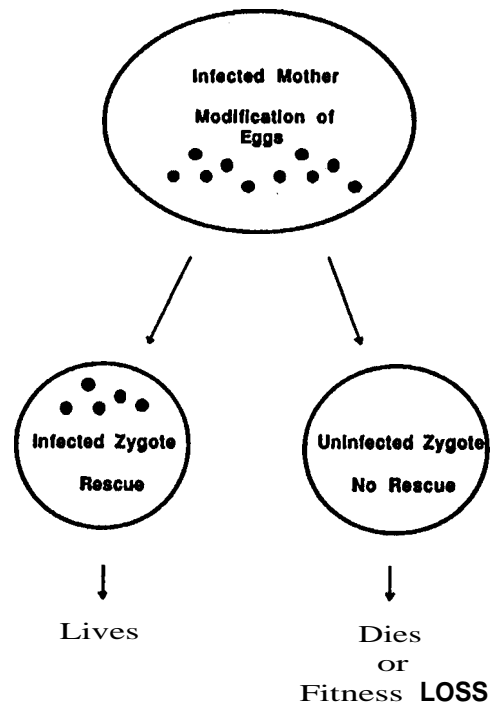 Infected Mother
Modification of
Eggs
Infected Zygote
Rescue
Uninfected Zygote
No Rescue
Lives
Dies
or
Fitness LOSS